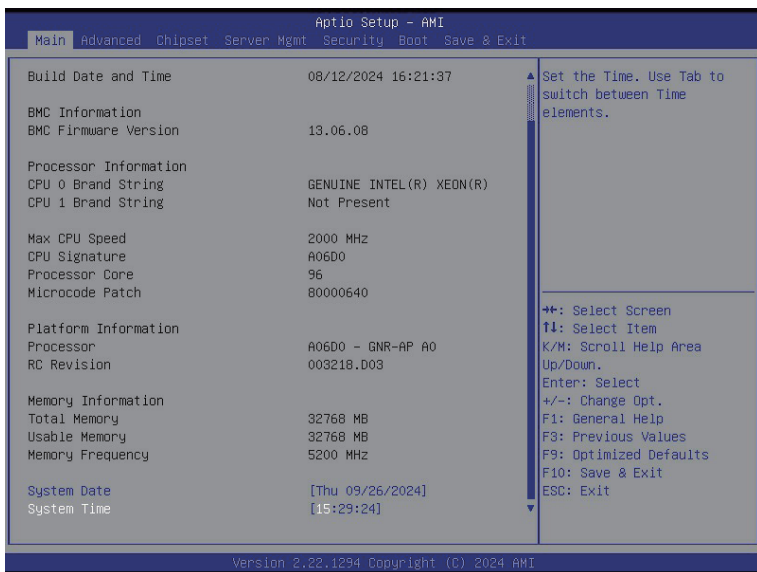 Aptio Setup - AMI
Main Advanced Chipset Server Mgmt Security Boot Save & Exit
Build Date and Time 08/12/2024 16:21:37
BMC Information
BMC Firmware Version 13.06.08
Processor Information
CPU 0 Brand String GENUINE INTEL(R) XEON(R)
CPU 1 Brand String Not Present
Max CPU Speed 2000 MHz
CPU Signature A06D0
Processor Core 96
Microcode Patch 80000640
Platform Information
Processor A06D0 - GNR-AP A0
RC Revision 003218.D03
Memory Information
Total Memory 32768 MB
Usable Memory 32768 MB
Memory Frequency 5200 MHz
System Date [Thu 09/26/2024]
System Time [15:29:24]
Set the Time. Use Tab to
switch between Time
elements.
→←: Select Screen
↑↓: Select Item
K/M: Scroll Help Area
Up/Down.
Enter: Select
+/-: Change Opt.
F1: General Help
F3: Previous Values
F9: Optimized Defaults
F10: Save & Exit
ESC: Exit
Version 2.22.1294 Copyright (C) 2024 AMI